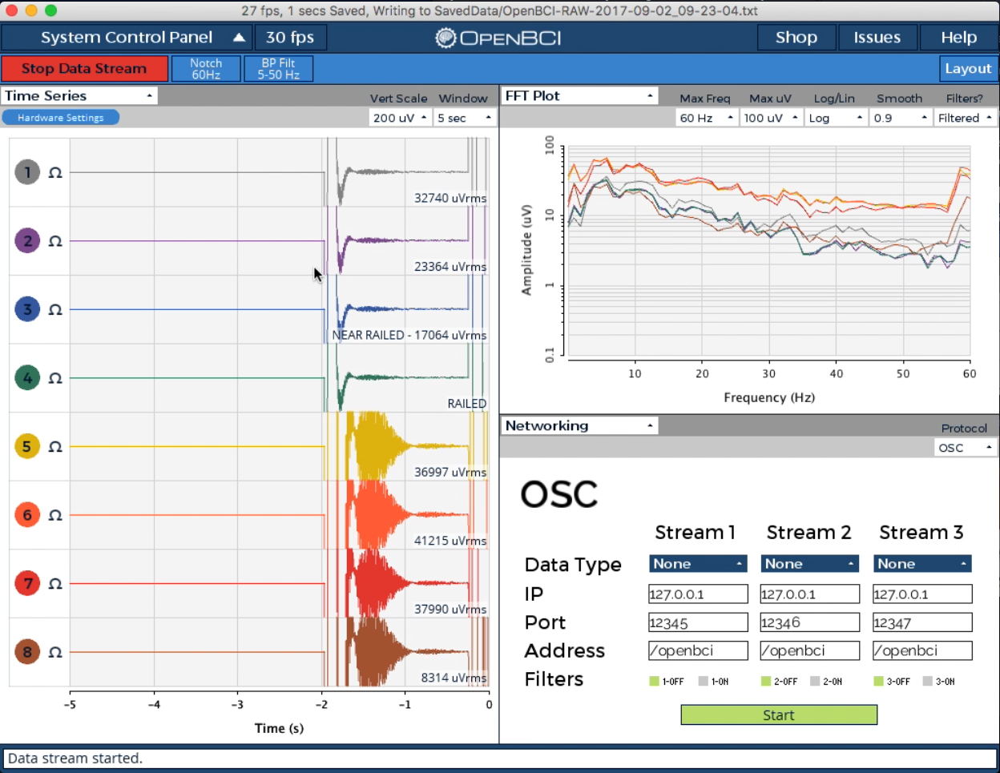 27 fps, 1 secs Saved, Writing to SavedData/OpenBCI-RAW-2017-09-02_09-23-04.txt
System Control Panel 30 fps OPENBCI Shop Issues Help
Stop Data Stream Notch 60Hz BP Filt 5-50 Hz Layout
Time Series
Vert Scale Window
Hardware Settings 200 uV 5 sec
1 Ω 32740 uVrms
2 Ω 23364 uVrms
3 Ω NEAR RAILED - 17064 uVrms
4 Ω RAILED
5 Ω 36997 uVrms
6 Ω 41215 uVrms
7 Ω 37990 uVrms
8 Ω 8314 uVrms
-5 -4 -3 -2 -1 0
Time (s)
FFT Plot
Max Freq Max uV Log/Lin Smooth Filters?
60 Hz 100 uV Log 0.9 Filtered
Amplitude (uV)
100
10
1
0.1
10 20 30 40 50 60
Frequency (Hz)
Networking
Protocol
OSC
OSC
Stream 1 Stream 2 Stream 3
Data Type None None None
IP 127.0.0.1 127.0.0.1 127.0.0.1
Port 12345 12346 12347
Address /openbci /openbci /openbci
Filters 1-OFF 1-ON 2-OFF 2-ON 3-OFF 3-ON
Start
Data stream started.